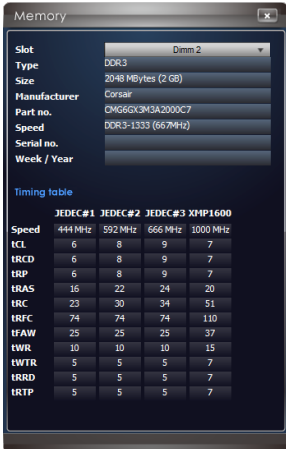 Memory
Slot Dimm 2
Type DDR3
Size 2048 MBytes (2 GB)
Manufacturer Corsair
Part no. CMG6GX3M3A2000C7
Speed DDR3-1333 (667MHz)
Serial no.
Week / Year
Timing table
JEDEC#1 JEDEC#2 JEDEC#3 XMP1600
Speed 444 MHz 592 MHz 666 MHz 1000 MHz
tCL 6 8 9 7
tRCD 6 8 9 7
tRP 6 8 9 7
tRAS 16 22 24 20
tRC 23 30 34 51
tRFC 74 74 74 110
tFAW 25 25 25 37
tWR 10 10 10 15
tWTR 5 5 5 7
tRRD 5 5 5 7
tRTP 5 5 5 7